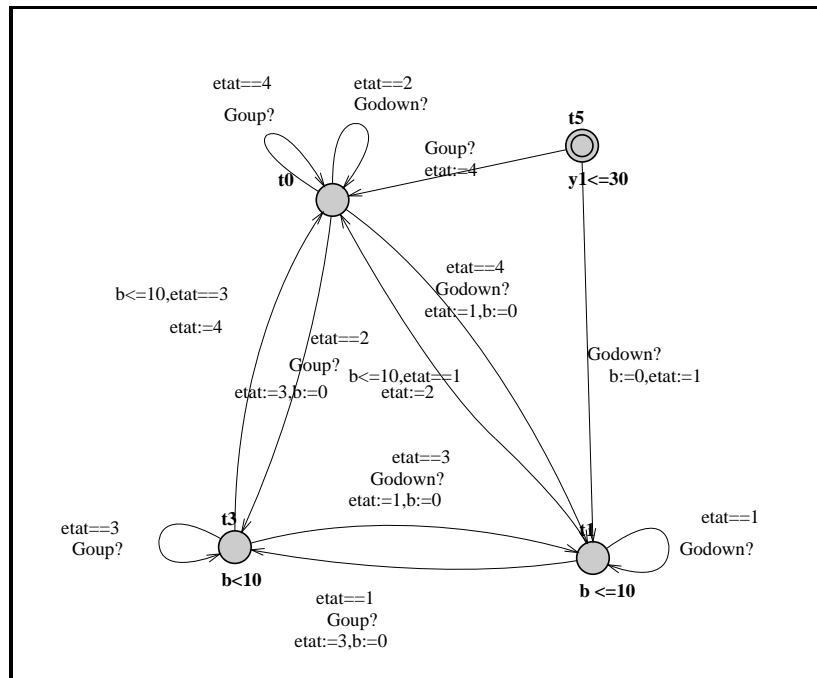 etat==4
Goup?
etat==2
Godown?
t5
Goup?
etat:=4
y1<=30
t0
etat==4
Godown?
etat:=1,b:=0
b<=10,etat==3
etat:=4
etat==2
Goup?
etat:=3,b:=0
b<=10,etat==1
etat:=2
Godown?
b:=0,etat:=1
etat==3
Godown?
etat:=1,b:=0
t3
etat==3
Goup?
b<10
t1
etat==1
Godown?
b <=10
etat==1
Goup?
etat:=3,b:=0